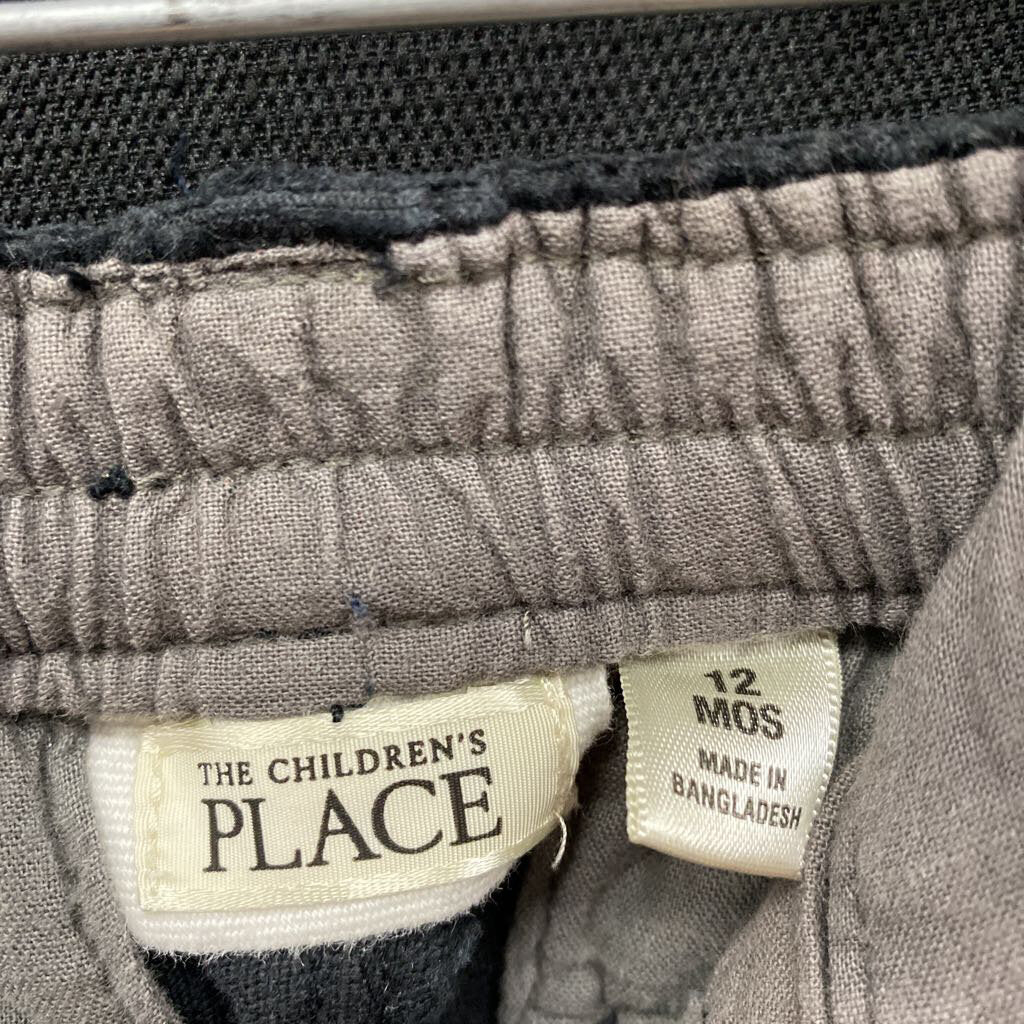 THE CHILDREN'S
PLACE
12
MOS
MADE IN
BANGLADESH